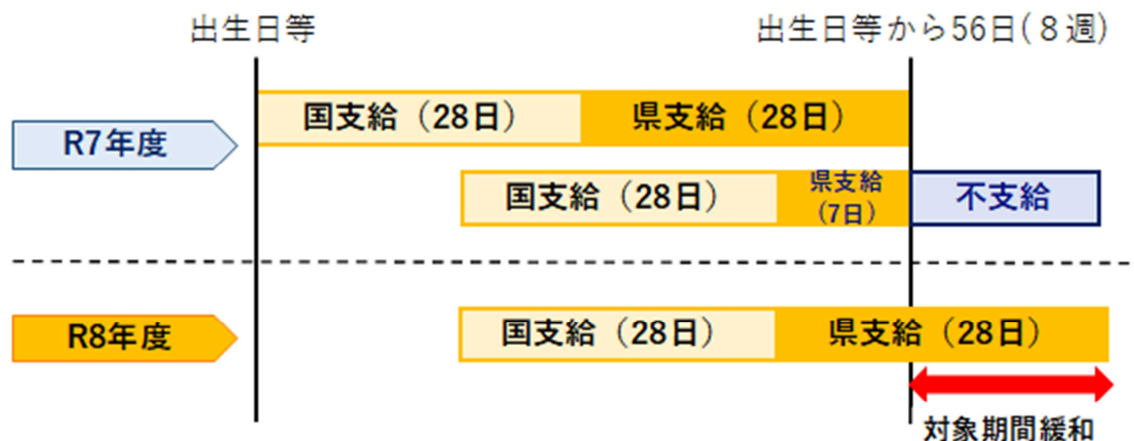 出生日等
出生日等から56日(８週)
R7年度
国支給（28日）
県支給（28日）
国支給（28日）
県支給
（7日）
不支給
R8年度
国支給（28日）
県支給（28日）
対象期間緩和